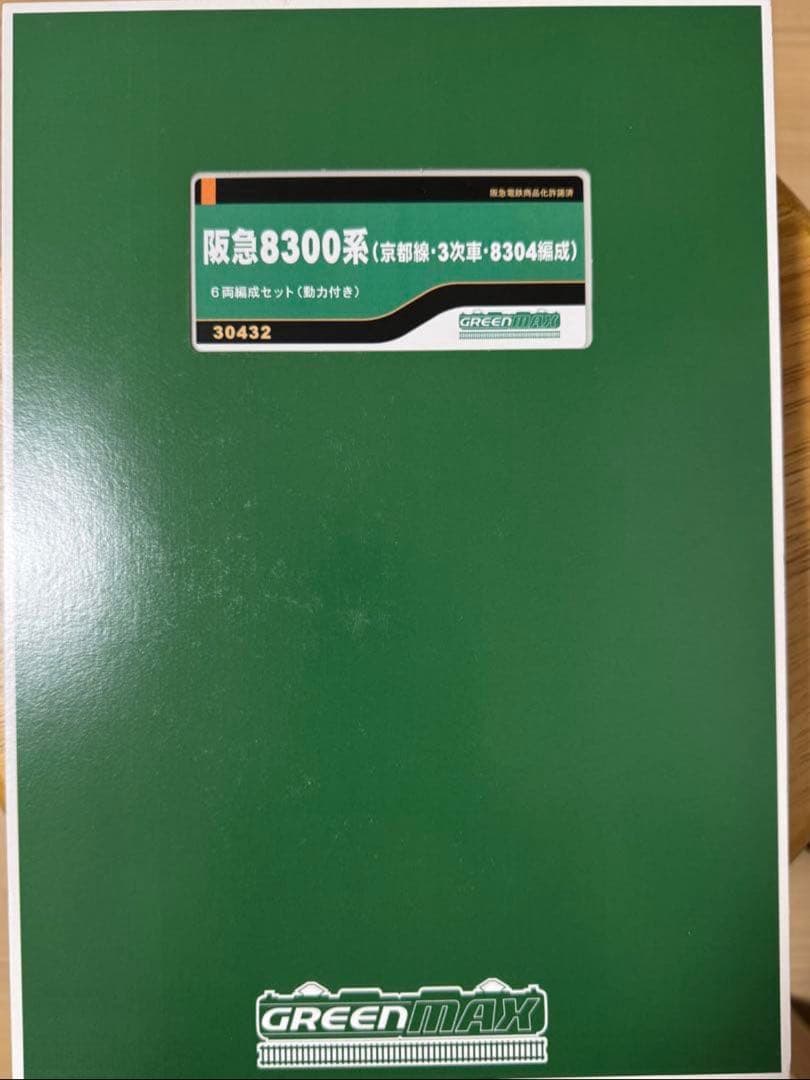 阪急電鉄商品化許諾済
阪急8300系(京都線・3次車・8304編成)
6両編成セット(動力付き)
GREENMAX
30432
GREENMAX